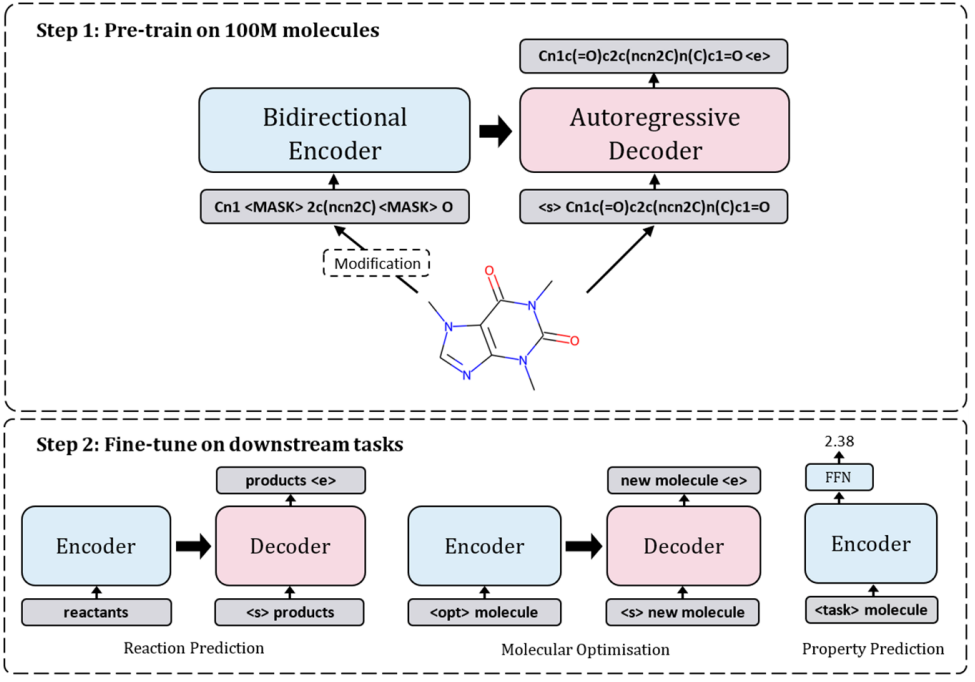 Step 1: Pre-train on 100M molecules
Cn1c(=O)c2c(ncn2C)n(C)c1=O <e>
Bidirectional
Encoder
Autoregressive
Decoder
Cn1 <MASK> 2c(ncn2C) <MASK> O
<s> Cn1c(=O)c2c(ncn2C)n(C)c1=O
Modification
O
N
N
O
N
N
Step 2: Fine-tune on downstream tasks
products <e>
Encoder
Decoder
reactants
<s> products
Reaction Prediction
new molecule <e>
Encoder
Decoder
<opt> molecule
<s> new molecule
Molecular Optimisation
2.38
FFN
Encoder
<task> molecule
Property Prediction